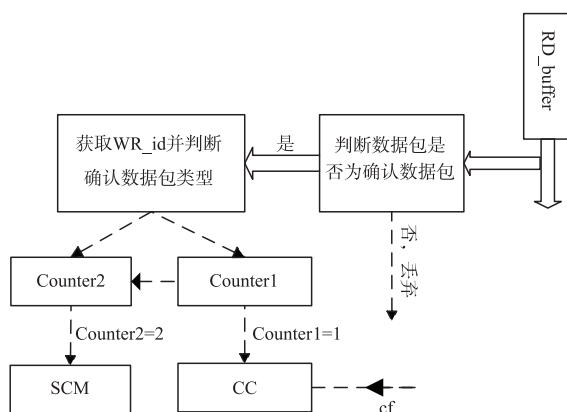 RD_buffer
获取WR_id并判断
确认数据包类型
是
判断数据包是
否为确认数据包
否，丢弃
Counter2
Counter1
Counter2=2
Counter1=1
SCM
CC
cf